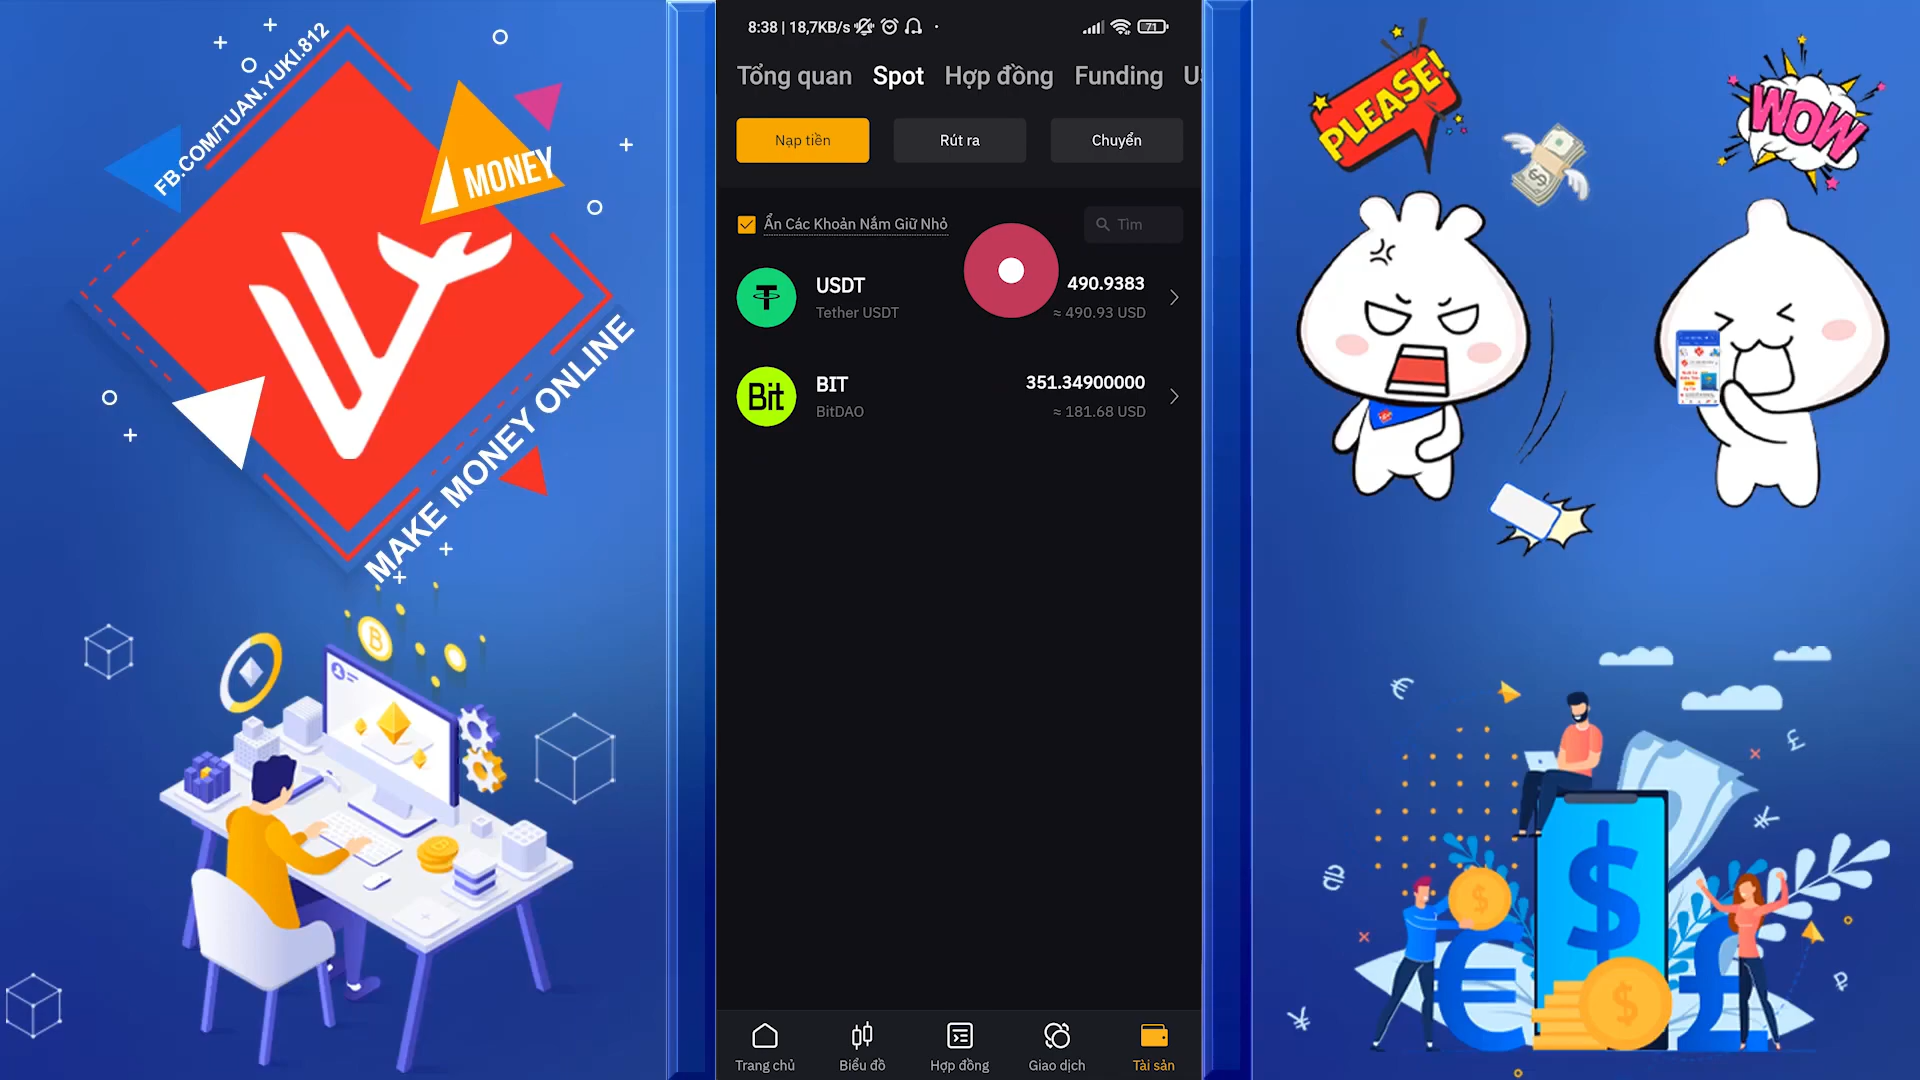 FB.COM/TUAN.YUKI.812
MONEY
MAKE MONEY ONLINE
8:38 | 18,7KB/s
71
Tổng quan Spot Hợp đồng Funding U
Nạp tiền Rút ra Chuyển
Ẩn Các Khoản Nắm Giữ Nhỏ Tìm
USDT 490.9383
Tether USDT ≈ 490.93 USD
Bit
BIT 351.34900000
BitDAO ≈ 181.68 USD
Trang chủ Biểu đồ Hợp đồng Giao dịch Tài sản
PLEASE!
WOW